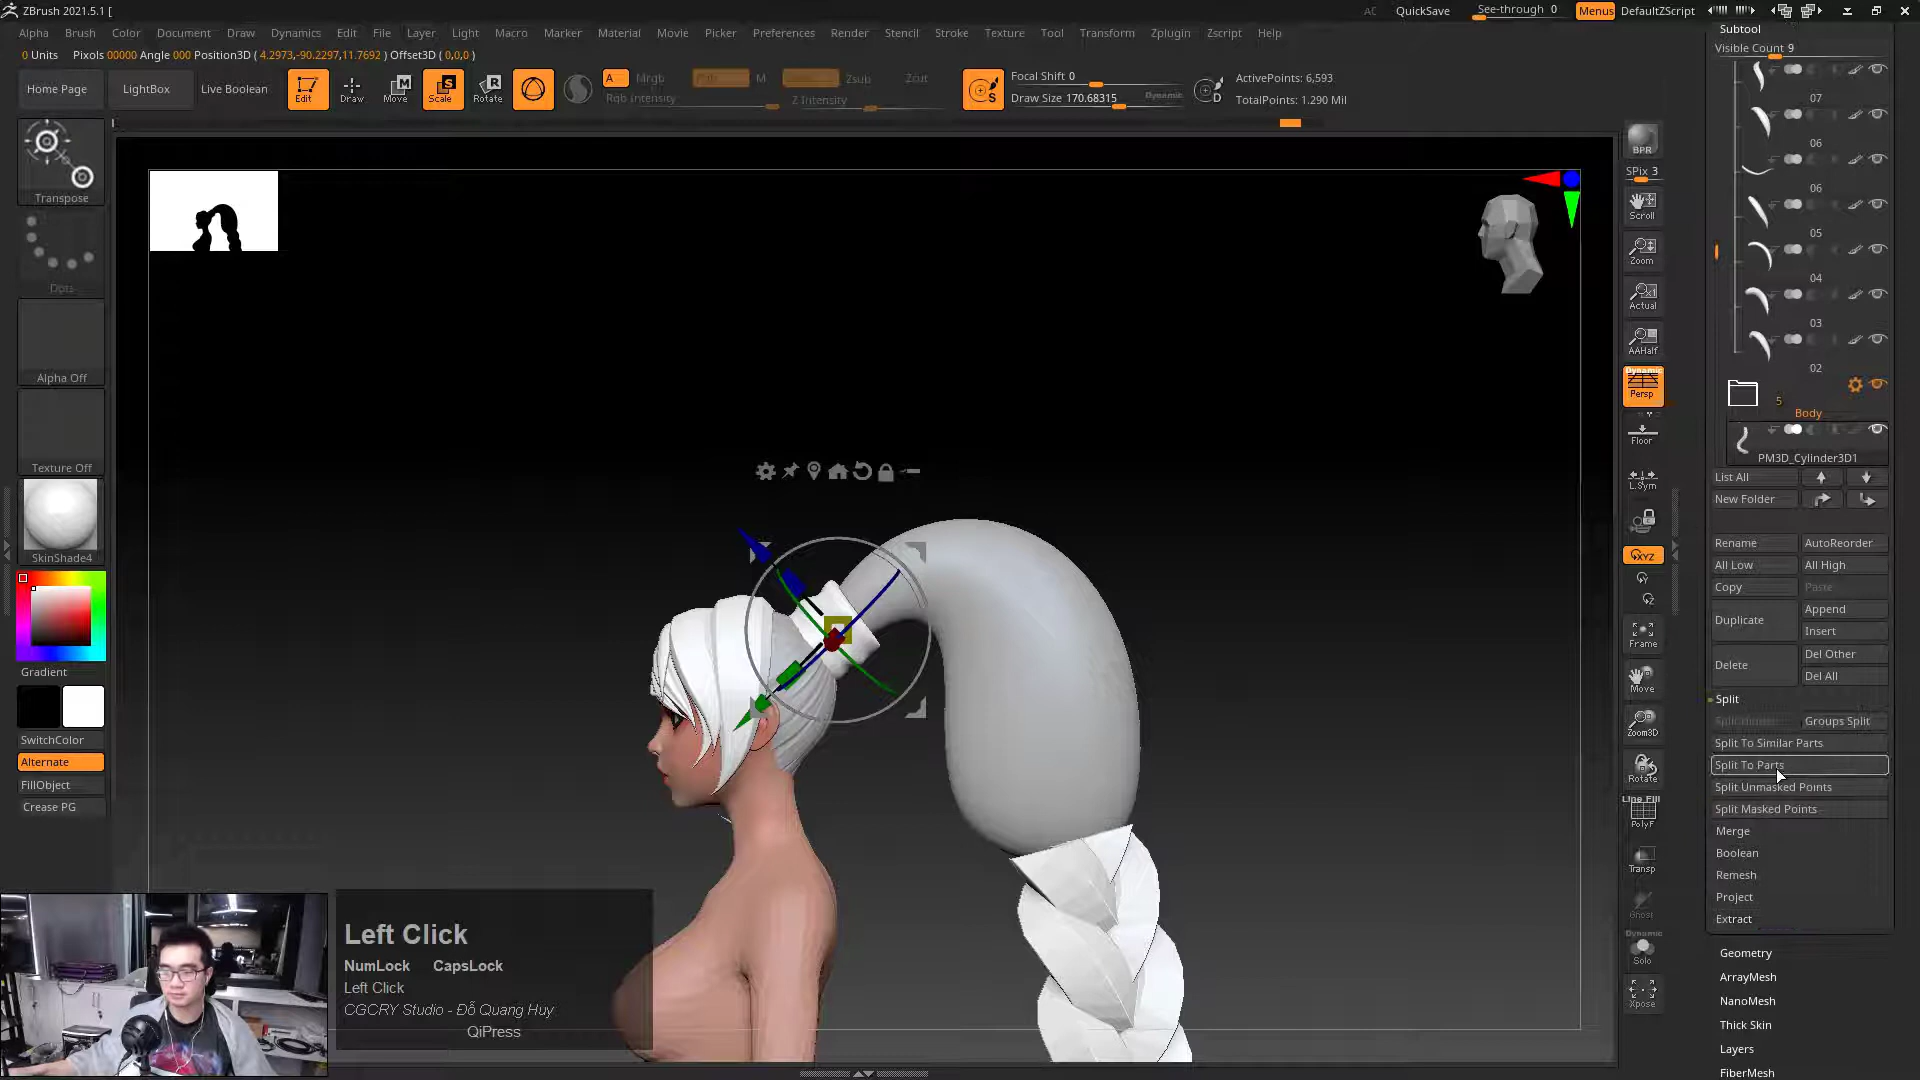 ZBrush 2021.5.1 [
AC QuickSave See-through 0 Menus DefaultZScript
Alpha Brush Color Document Draw Dynamics Edit File Layer Light Macro Marker Material Movie Picker Preferences Render Stencil Stroke Texture Tool Transform Zplugin Zscript Help
0 Units Pixols 00000 Angle 000 Position3D ( 4.2973,-90.2297,11.7692 ) Offset3D ( 0,0,0 )
Home Page LightBox Live Boolean Edit Draw Move Scale Rotate
A Mrgb M Zsub Zcut
Rgb Intensity Z Intensity
Focal Shift 0
Draw Size 170.68315 Dynamic
ActivePoints: 6,593
TotalPoints: 1.290 Mil
Transpose
Dots
Alpha Off
Texture Off
SkinShade4
Gradient
SwitchColor
Alternate
FillObject
Crease PG
BPR
SPix 3
Scroll
Zoom
Actual
AAHalf
Dynamic
Persp
Floor
L.Sym
XYZ
Frame
Move
Zoom3D
Rotate
Line Fill
PolyF
Transp
Ghost
Dynamic
Solo
Xpose
Subtool
Visible Count 9
07
06
06
05
04
03
02
5
Body
PM3D_Cylinder3D1
List All
New Folder
Rename AutoReorder
All Low All High
Copy Paste
Duplicate Append
Insert
Delete Del Other
Del All
Split
Groups Split
Split To Similar Parts
Split To Parts
Split Unmasked Points
Split Masked Points
Merge
Boolean
Remesh
Project
Extract
Geometry
ArrayMesh
NanoMesh
Thick Skin
Layers
FiberMesh
Left Click
NumLock CapsLock
Left Click
CGCRY Studio - Đỗ Quang Huy
QiPress